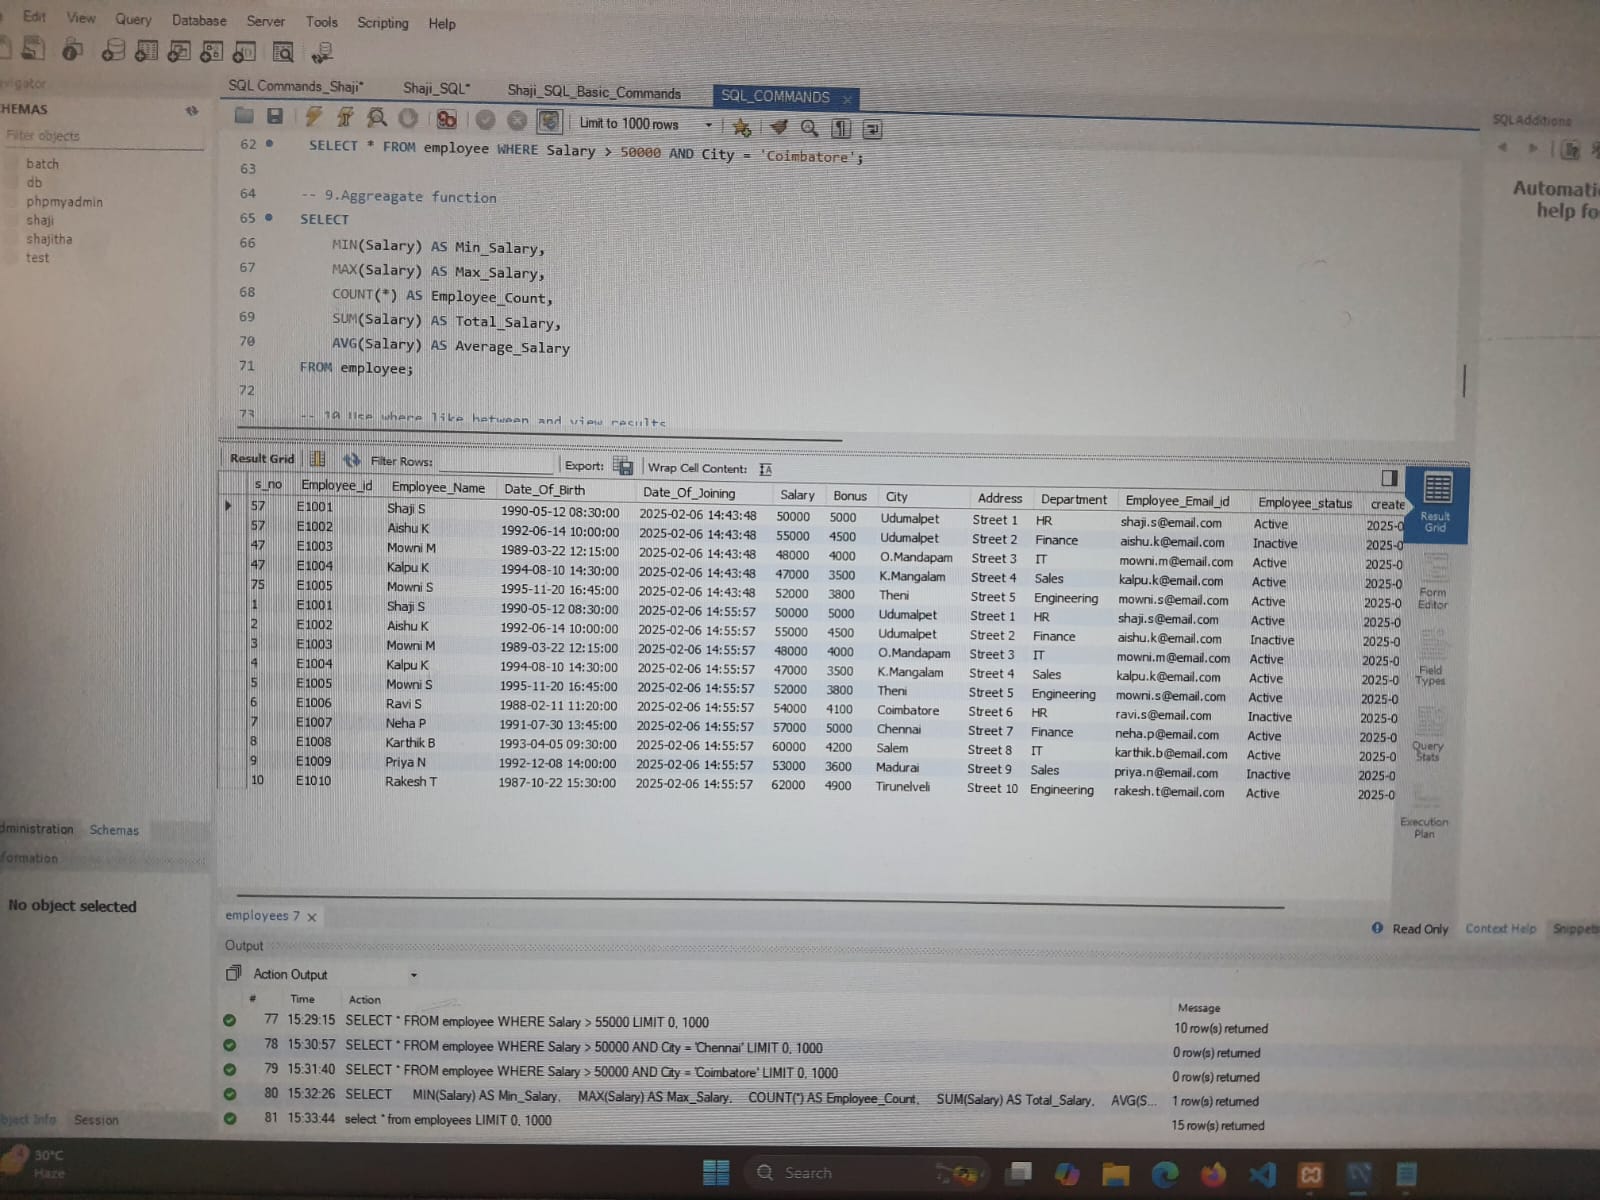 Edit View Query Database Server Tools Scripting Help
SQL Commands_Shaji* Shaji_SQL* Shaji_SQL_Basic_Commands SQL_COMMANDS
Limit to 1000 rows
SQLAdditions
HEMAS
Filter objects
batch
db
phpmyadmin
shaji
shajitha
test
62 SELECT * FROM employee WHERE Salary > 50000 AND City = 'Coimbatore';
63
64 -- 9.Aggreagate function
65 SELECT
66 MIN(Salary) AS Min_Salary,
67 MAX(Salary) AS Max_Salary,
68 COUNT(*) AS Employee_Count,
69 SUM(Salary) AS Total_Salary,
70 AVG(Salary) AS Average_Salary
71 FROM employee;
72
73 -- 10 Use where like between and view results
Automati
help fo
Result Grid Filter Rows: Export: Wrap Cell Content:
s_no Employee_id Employee_Name Date_Of_Birth Date_Of_Joining Salary Bonus City Address Department Employee_Email_id Employee_status create
57 E1001 Shaji S 1990-05-12 08:30:00 2025-02-06 14:43:48 50000 5000 Udumalpet Street 1 HR shaji.s@email.com Active 2025-0
57 E1002 Aishu K 1992-06-14 10:00:00 2025-02-06 14:43:48 55000 4500 Udumalpet Street 2 Finance aishu.k@email.com Inactive 2025-0
47 E1003 Mowni M 1989-03-22 12:15:00 2025-02-06 14:43:48 48000 4000 O.Mandapam Street 3 IT mowni.m@email.com Active 2025-0
47 E1004 Kalpu K 1994-08-10 14:30:00 2025-02-06 14:43:48 47000 3500 K.Mangalam Street 4 Sales kalpu.k@email.com Active 2025-0
75 E1005 Mowni S 1995-11-20 16:45:00 2025-02-06 14:43:48 52000 3800 Theni Street 5 Engineering mowni.s@email.com Active 2025-0
1 E1001 Shaji S 1990-05-12 08:30:00 2025-02-06 14:55:57 50000 5000 Udumalpet Street 1 HR shaji.s@email.com Active 2025-0
2 E1002 Aishu K 1992-06-14 10:00:00 2025-02-06 14:55:57 55000 4500 Udumalpet Street 2 Finance aishu.k@email.com Inactive 2025-0
3 E1003 Mowni M 1989-03-22 12:15:00 2025-02-06 14:55:57 48000 4000 O.Mandapam Street 3 IT mowni.m@email.com Active 2025-0
4 E1004 Kalpu K 1994-08-10 14:30:00 2025-02-06 14:55:57 47000 3500 K.Mangalam Street 4 Sales kalpu.k@email.com Active 2025-0
5 E1005 Mowni S 1995-11-20 16:45:00 2025-02-06 14:55:57 52000 3800 Theni Street 5 Engineering mowni.s@email.com Active 2025-0
6 E1006 Ravi S 1988-02-11 11:20:00 2025-02-06 14:55:57 54000 4100 Coimbatore Street 6 HR ravi.s@email.com Inactive 2025-0
7 E1007 Neha P 1991-07-30 13:45:00 2025-02-06 14:55:57 57000 5000 Chennai Street 7 Finance neha.p@email.com Active 2025-0
8 E1008 Karthik B 1993-04-05 09:30:00 2025-02-06 14:55:57 60000 4200 Salem Street 8 IT karthik.b@email.com Active 2025-0
9 E1009 Priya N 1992-12-08 14:00:00 2025-02-06 14:55:57 53000 3600 Madurai Street 9 Sales priya.n@email.com Inactive 2025-0
10 E1010 Rakesh T 1987-10-22 15:30:00 2025-02-06 14:55:57 62000 4900 Tirunelveli Street 10 Engineering rakesh.t@email.com Active 2025-0
Result
Grid
Form
Editor
Field
Types
Query
Stats
Execution
Plan
dministration Schemas
formation
No object selected
employees 7
Read Only Context Help Snippets
Output
Action Output
# Time Action Message
77 15:29:15 SELECT * FROM employee WHERE Salary > 55000 LIMIT 0, 1000 10 row(s) returned
78 15:30:57 SELECT * FROM employee WHERE Salary > 50000 AND City = 'Chennai' LIMIT 0, 1000 0 row(s) returned
79 15:31:40 SELECT * FROM employee WHERE Salary > 50000 AND City = 'Coimbatore' LIMIT 0, 1000 0 row(s) returned
80 15:32:26 SELECT MIN(Salary) AS Min_Salary, MAX(Salary) AS Max_Salary, COUNT(*) AS Employee_Count, SUM(Salary) AS Total_Salary, AVG(S... 1 row(s) returned
81 15:33:44 select * from employees LIMIT 0, 1000 15 row(s) returned
bject Info Session
30°C
Haze
Search